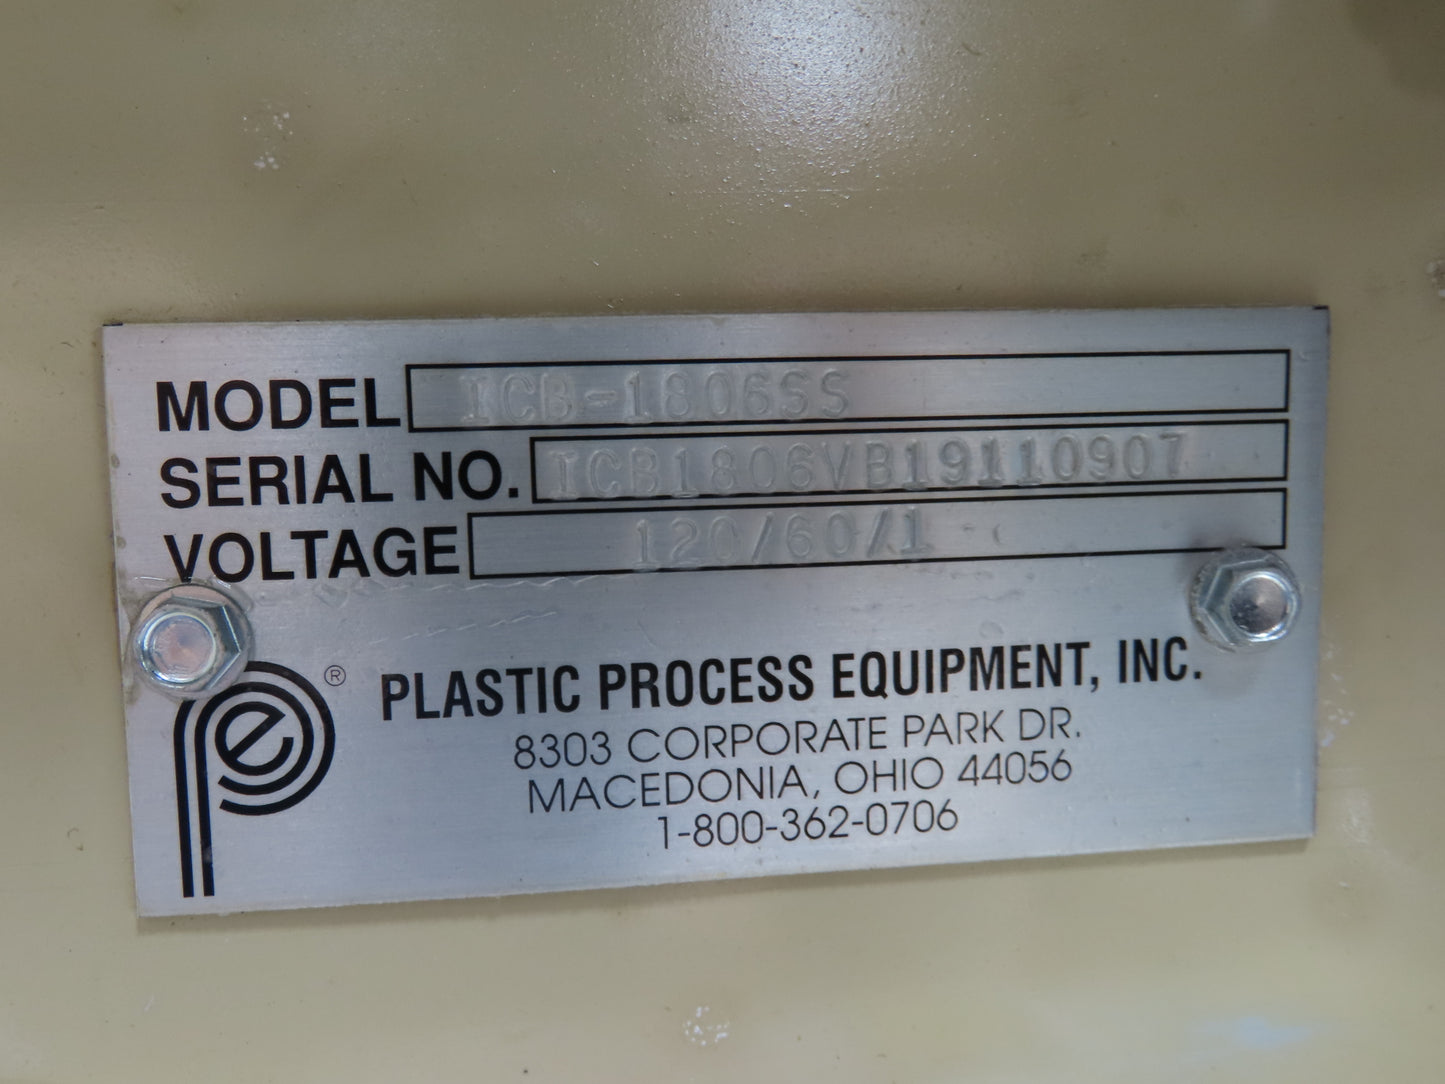 MODEL ICB-1806SS
SERIAL NO. ICB1806VB19110907
VOLTAGE 120/60/1
pe ®
PLASTIC PROCESS EQUIPMENT, INC.
8303 CORPORATE PARK DR.
MACEDONIA, OHIO 44056
1-800-362-0706